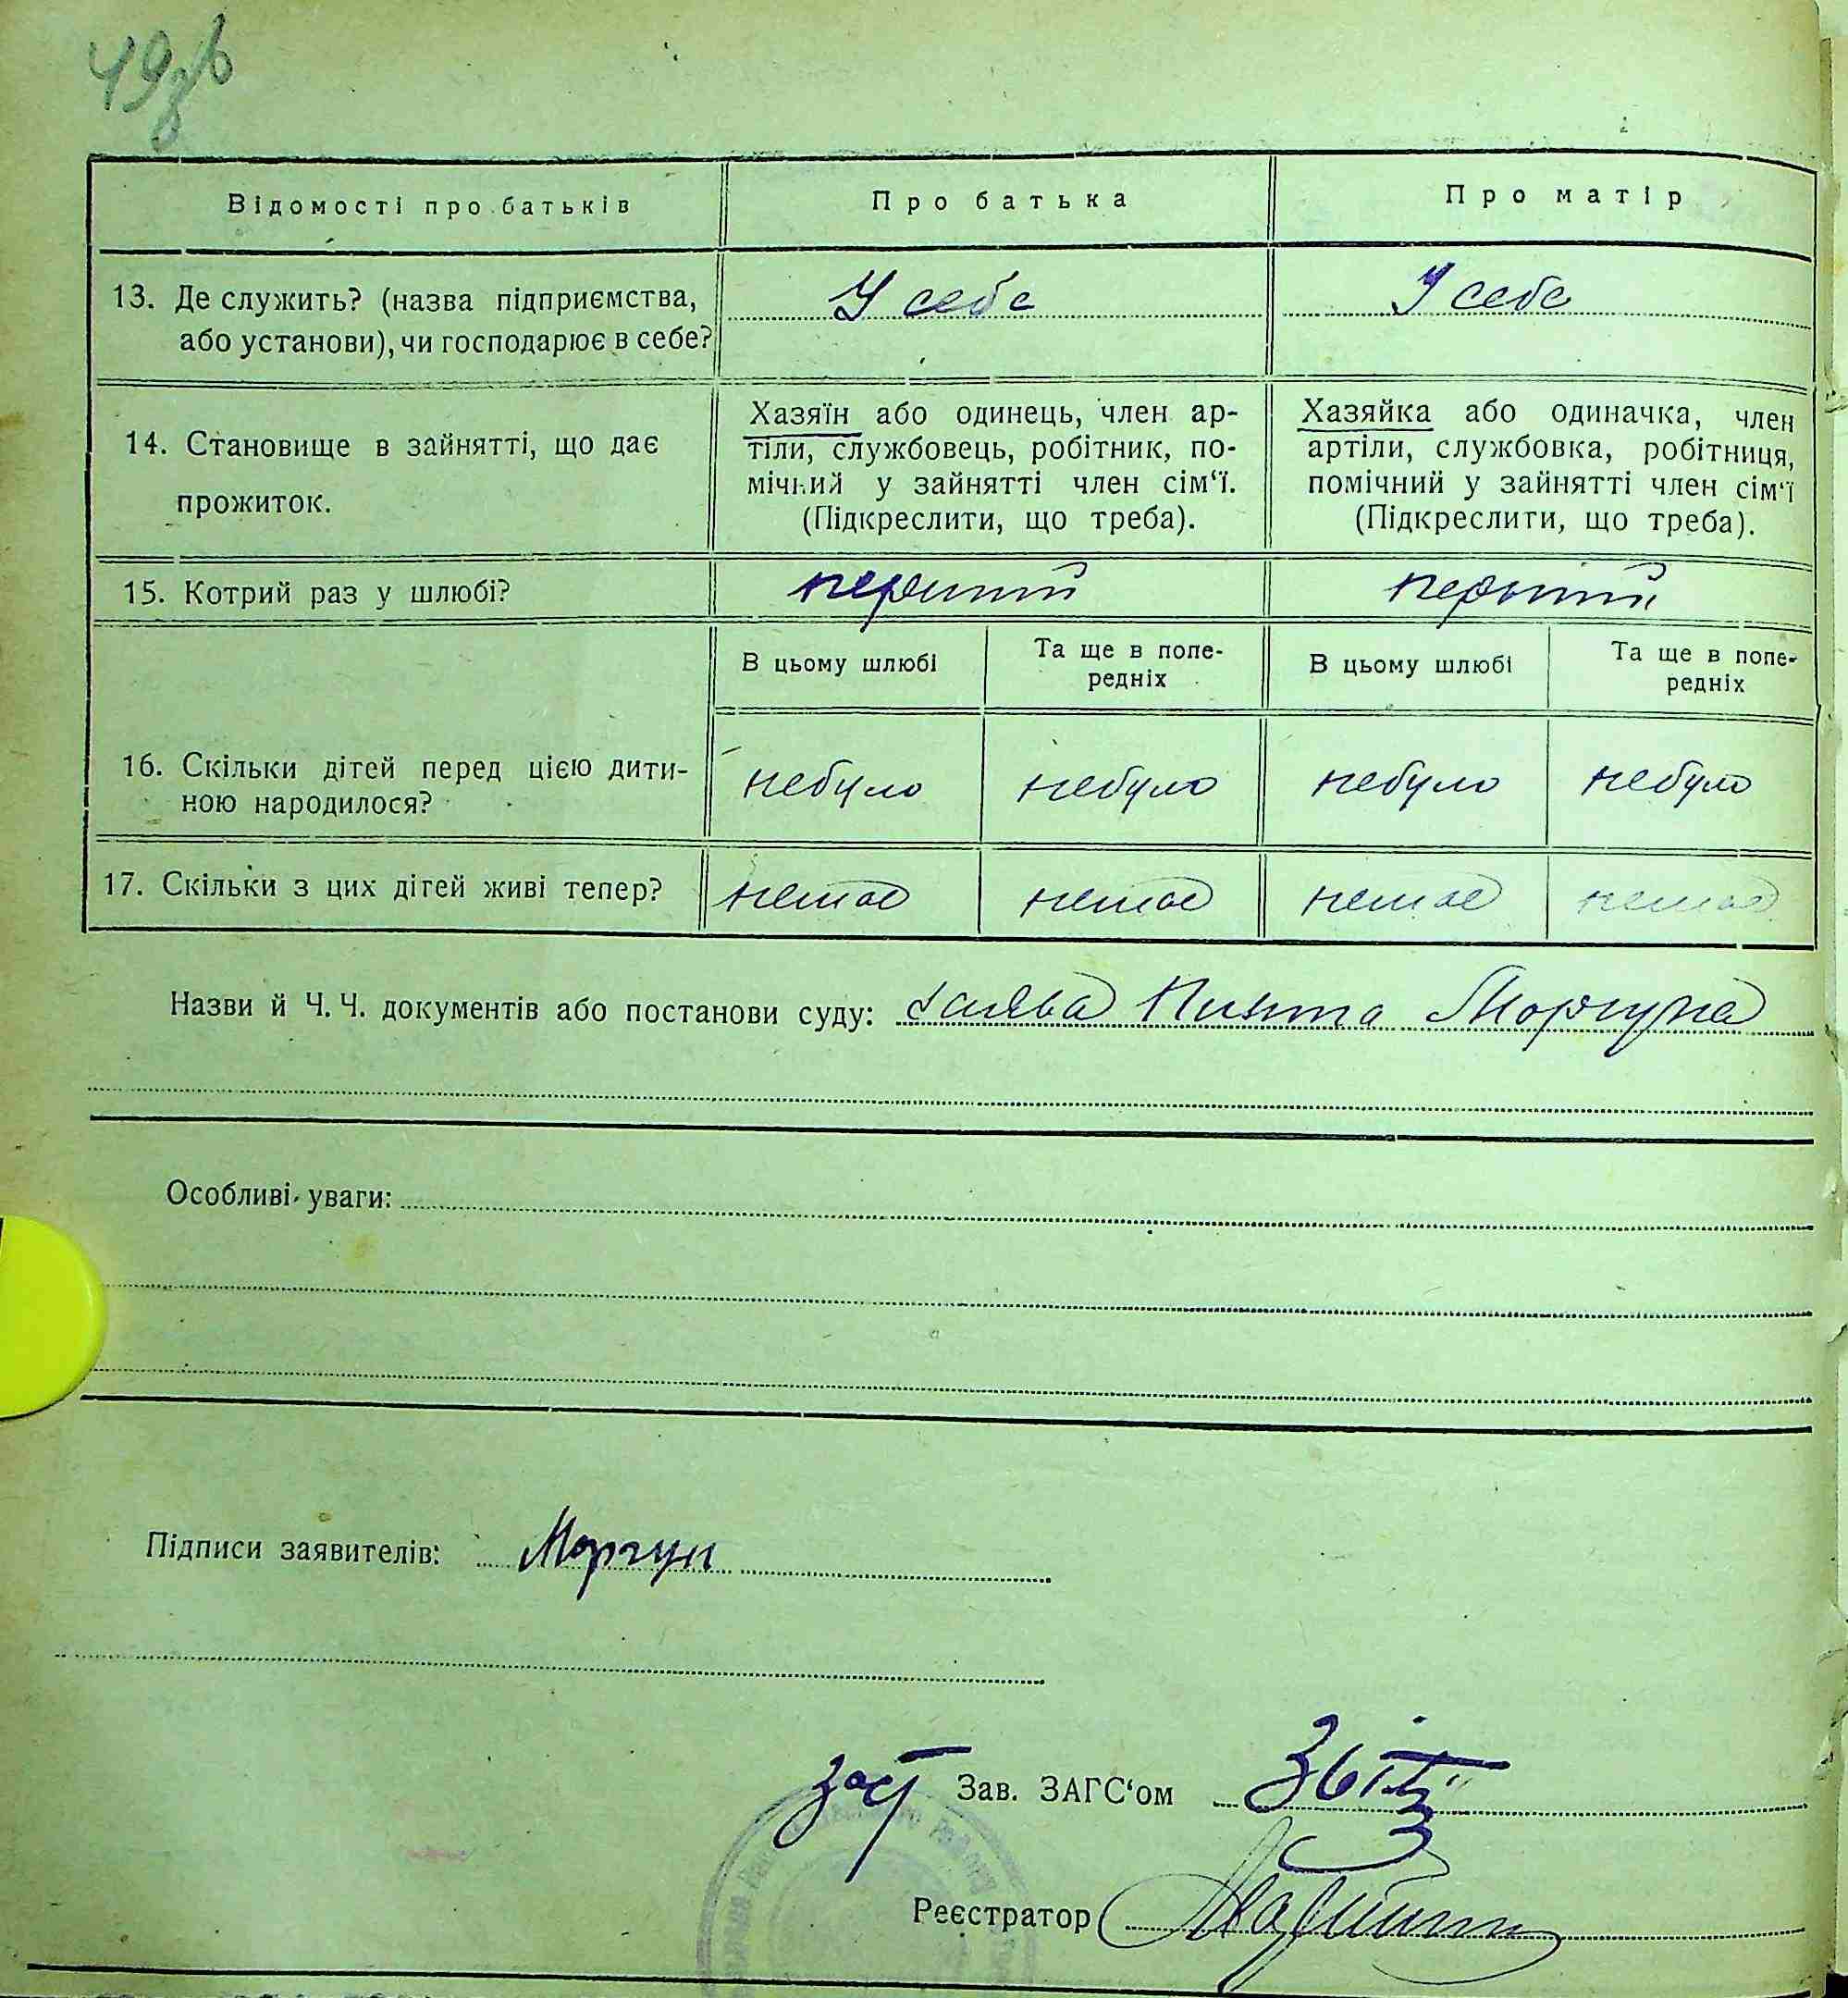 49зв
Відомості про батьків
Про батька
Про матір
13. Де служить? (назва підприємства,
або установи), чи господарює в себе?
У себе
У себе
14. Становище в зайнятті, що дає
прожиток.
Хазяїн або одинець, член ар-
тіли, службовець, робітник, по-
мічний у зайнятті член сім‘ї.
(Підкреслити, що треба).
Хазяйка або одиначка, член
артіли, службовка, робітниця,
помічний у зайнятті член сім‘ї
(Підкреслити, що треба).
15. Котрий раз у шлюбі?
перший
перший
В цьому шлюбі
Та ще в попе-
редніх
В цьому шлюбі
Та ще в попе-
редніх
16. Скільки дітей перед цією дити-
ною народилося?
небуло
небуло
небуло
небуло
17. Скільки з цих дітей живі тепер?
немає
немає
немає
немає
Назви й Ч. Ч. документів або постанови суду: Заява Моргуна
Особливі уваги:
Підписи заявителів: Моргун
заст Зав. ЗАГС‘ом
Реєстратор